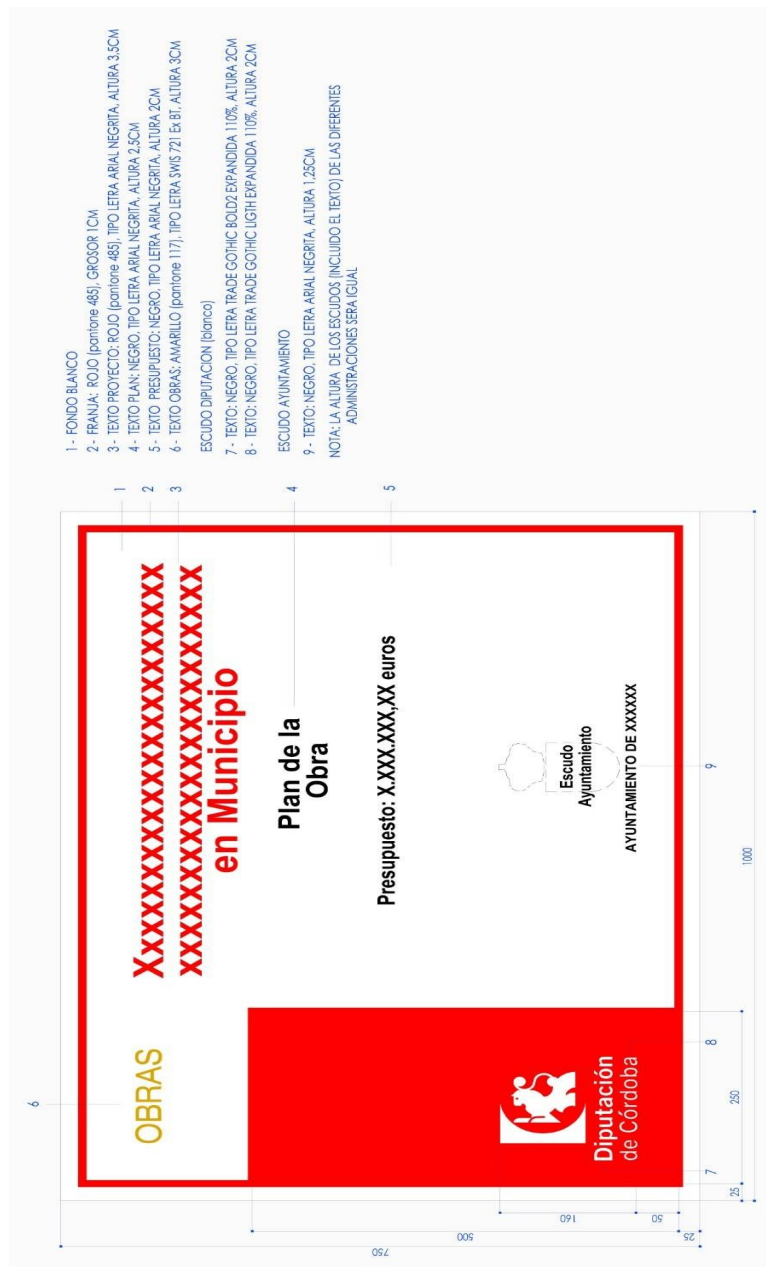 1 - FONDO BLANCO
2 - FRANJA: ROJO (pantone 485), GROSOR 1CM
3 - TEXTO PROYECTO: ROJO (pantone 485), TIPO LETRA ARIAL NEGRITA, ALTURA 3,5CM
4 - TEXTO PLAN: NEGRO, TIPO LETRA ARIAL NEGRITA, ALTURA 2,5CM
5 - TEXTO PRESUPUESTO: NEGRO, TIPO LETRA ARIAL NEGRITA, ALTURA 2CM
6 - TEXTO OBRAS: AMARILLO (pantone 117), TIPO LETRA SWIS 721 Ex BT, ALTURA 3CM
ESCUDO DIPUTACION (blanco)
7 - TEXTO: NEGRO, TIPO LETRA TRADE GOTHIC BOLD2 EXPANDIDA 110%, ALTURA 2CM
8 - TEXTO: NEGRO, TIPO LETRA TRADE GOTHIC LIGTH EXPANDIDA 110%, ALTURA 2CM
ESCUDO AYUNTAMIENTO
9 - TEXTO: NEGRO, TIPO LETRA ARIAL NEGRITA, ALTURA 1,25CM
NOTA: LA ALTURA DE LOS ESCUDOS (INCLUIDO EL TEXTO) DE LAS DIFERENTES
ADMINISTRACIONES SERA IGUAL
1
2
3
4
5
6
OBRAS
Xxxxxxxxxxxxxxxxxxxxxxxx
xxxxxxxxxxxxxxxxxxxxxxxx
en Municipio
Plan de la
Obra
Presupuesto: X.XXX.XXX,XX euros
Escudo
Ayuntamiento
AYUNTAMIENTO DE XXXXXX
Diputación
de Córdoba
7
8
9
25
250
1000
750
500
160
50
25